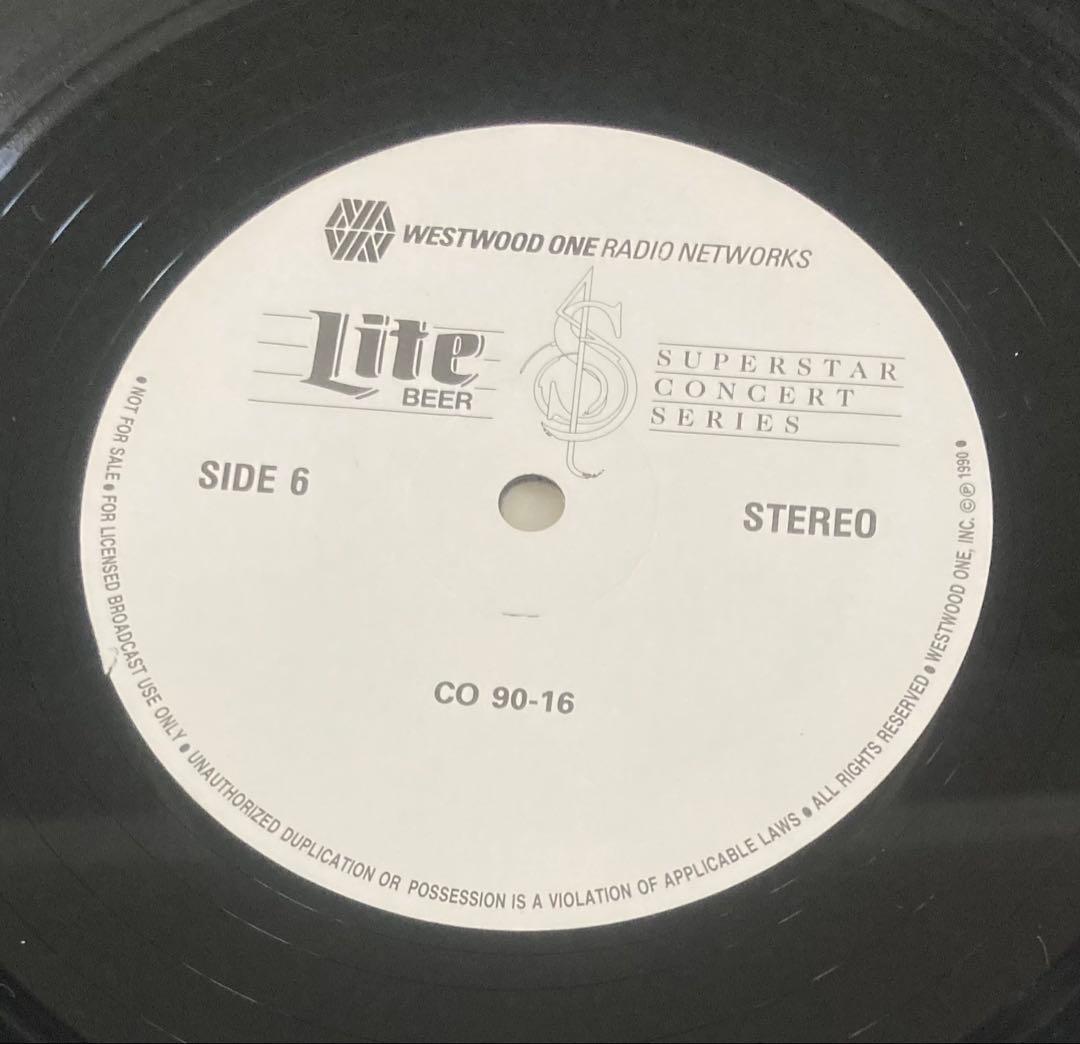 WESTWOOD ONE RADIO NETWORKS
Lite
BEER
SUPERSTAR
CONCERT
SERIES
SIDE 6
STEREO
CO 90-16
• NOT FOR SALE • FOR LICENSED BROADCAST USE ONLY • UNAUTHORIZED DUPLICATION OR POSSESSION IS A VIOLATION OF APPLICABLE LAWS • ALL RIGHTS RESERVED • WESTWOOD ONE, INC. ©℗ 1990 •